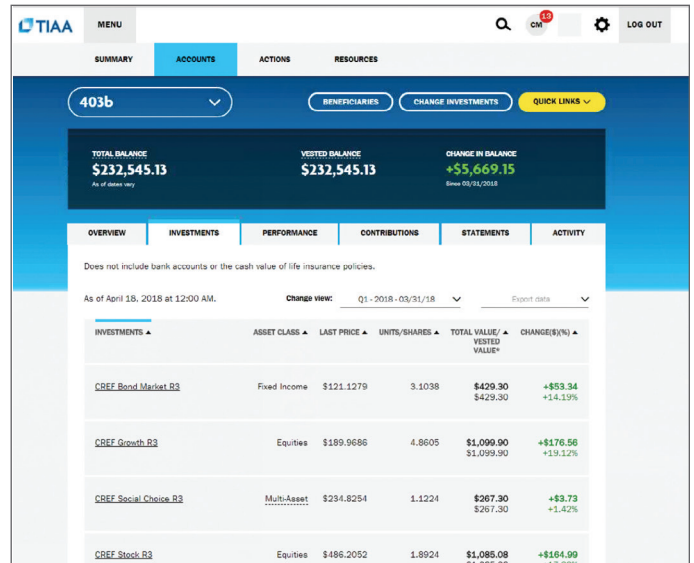 TIAA MENU CM 13 LOG OUT
SUMMARY ACCOUNTS ACTIONS RESOURCES
403b BENEFICIARIES CHANGE INVESTMENTS QUICK LINKS
TOTAL BALANCE VESTED BALANCE CHANGE IN BALANCE
$232,545.13 $232,545.13 +$5,669.15
As of dates vary Since 03/31/2018
OVERVIEW INVESTMENTS PERFORMANCE CONTRIBUTIONS STATEMENTS ACTIVITY
Does not include bank accounts or the cash value of life insurance policies.
As of April 18, 2018 at 12:00 AM. Change view: Q1 - 2018 - 03/31/18 Export data
INVESTMENTS ASSET CLASS LAST PRICE UNITS/SHARES TOTAL VALUE/ CHANGE($)(%)
VESTED
VALUE*
CREF Bond Market R3 Fixed Income $121.1279 3.1038 $429.30 +$53.34
$429.30 +14.19%
CREF Growth R3 Equities $189.9686 4.8605 $1,099.90 +$176.56
$1,099.90 +19.12%
CREF Social Choice R3 Multi-Asset $234.8254 1.1224 $267.30 +$3.73
$267.30 +1.42%
CREF Stock R3 Equities $486.2052 1.8924 $1,085.08 +$164.99